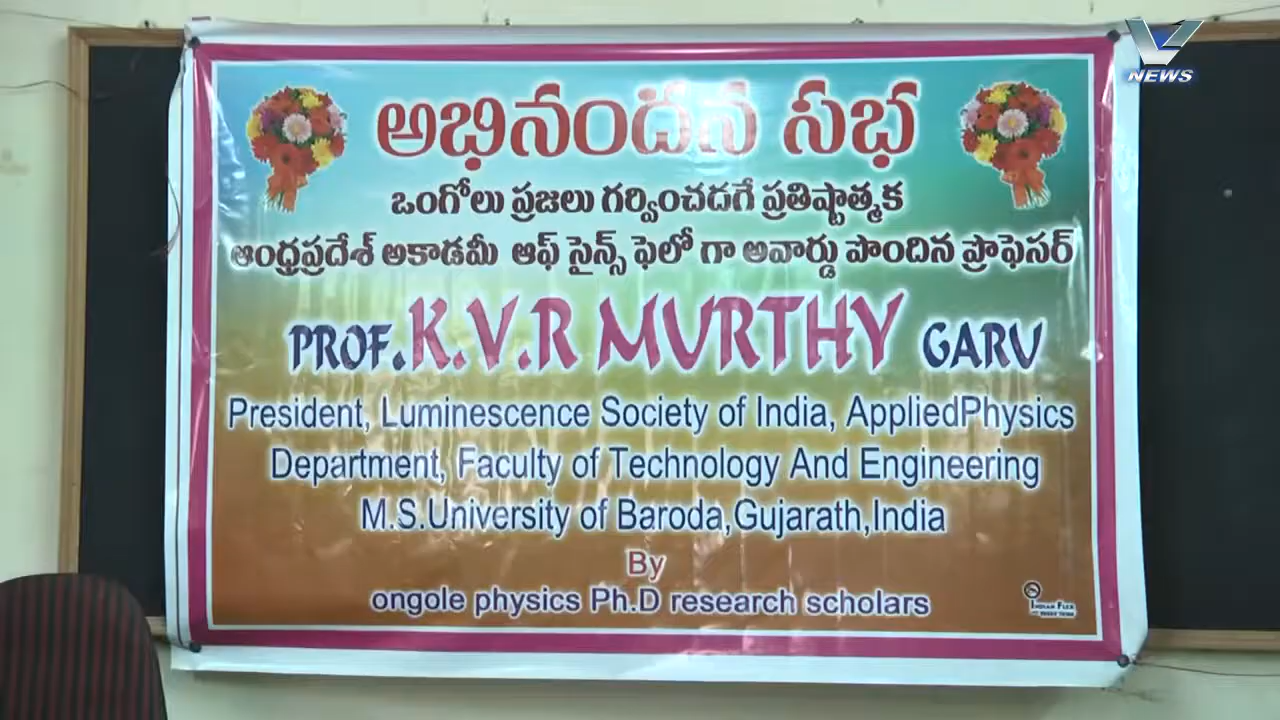 V NEWS
అభినందన సభ
ఒంగోలు ప్రజలు గర్వించదగే ప్రతిష్టాత్మక
ఆంధ్రప్రదేశ్ అకాడమీ ఆఫ్ సైన్స్ ఫెలో గా అవార్డు పొందిన ప్రొఫెసర్
PROF.K.V.R MURTHY GARU
President, Luminescence Society of India, AppliedPhysics
Department, Faculty of Technology And Engineering
M.S.University of Baroda,Gujarath,India
By
ongole physics Ph.D research scholars
INDIAN FLEX